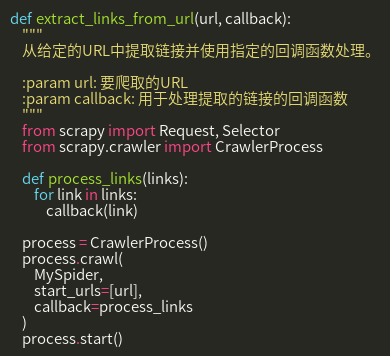 def extract_links_from_url(url, callback):
    """
    从给定的URL中提取链接并使用指定的回调函数处理。

    :param url: 要爬取的URL
    :param callback: 用于处理提取的链接的回调函数
    """
    from scrapy import Request, Selector
    from scrapy.crawler import CrawlerProcess

    def process_links(links):
        for link in links:
            callback(link)

    process = CrawlerProcess()
    process.crawl(
        MySpider,
        start_urls=[url],
        callback=process_links
    )
    process.start()